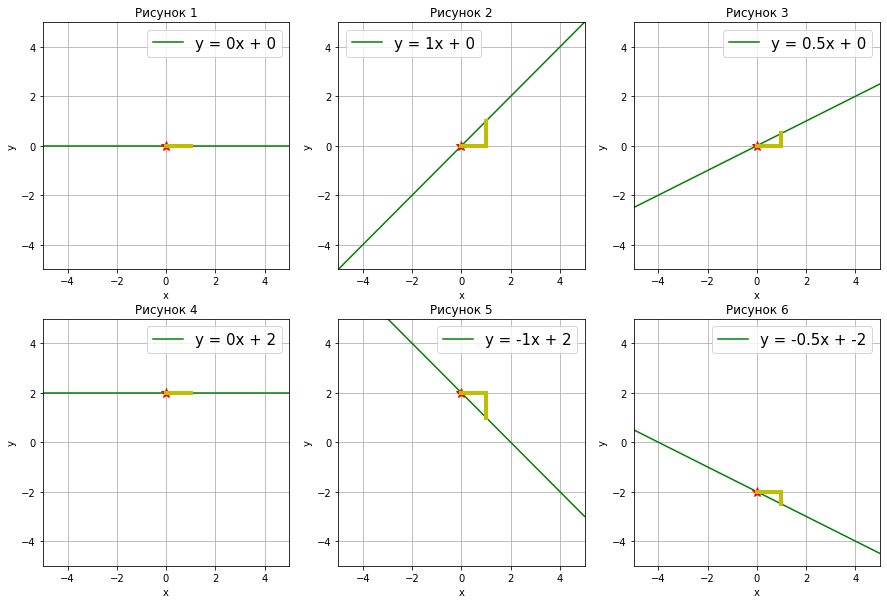 Рисунок 1
y = 0x + 0
4
2
0
−2
−4
y
−4 −2 0 2 4
x
Рисунок 2
y = 1x + 0
4
2
0
−2
−4
y
−4 −2 0 2 4
x
Рисунок 3
y = 0.5x + 0
4
2
0
−2
−4
y
−4 −2 0 2 4
x
Рисунок 4
y = 0x + 2
4
2
0
−2
−4
y
−4 −2 0 2 4
x
Рисунок 5
y = -1x + 2
4
2
0
−2
−4
y
−4 −2 0 2 4
x
Рисунок 6
y = -0.5x + -2
4
2
0
−2
−4
y
−4 −2 0 2 4
x